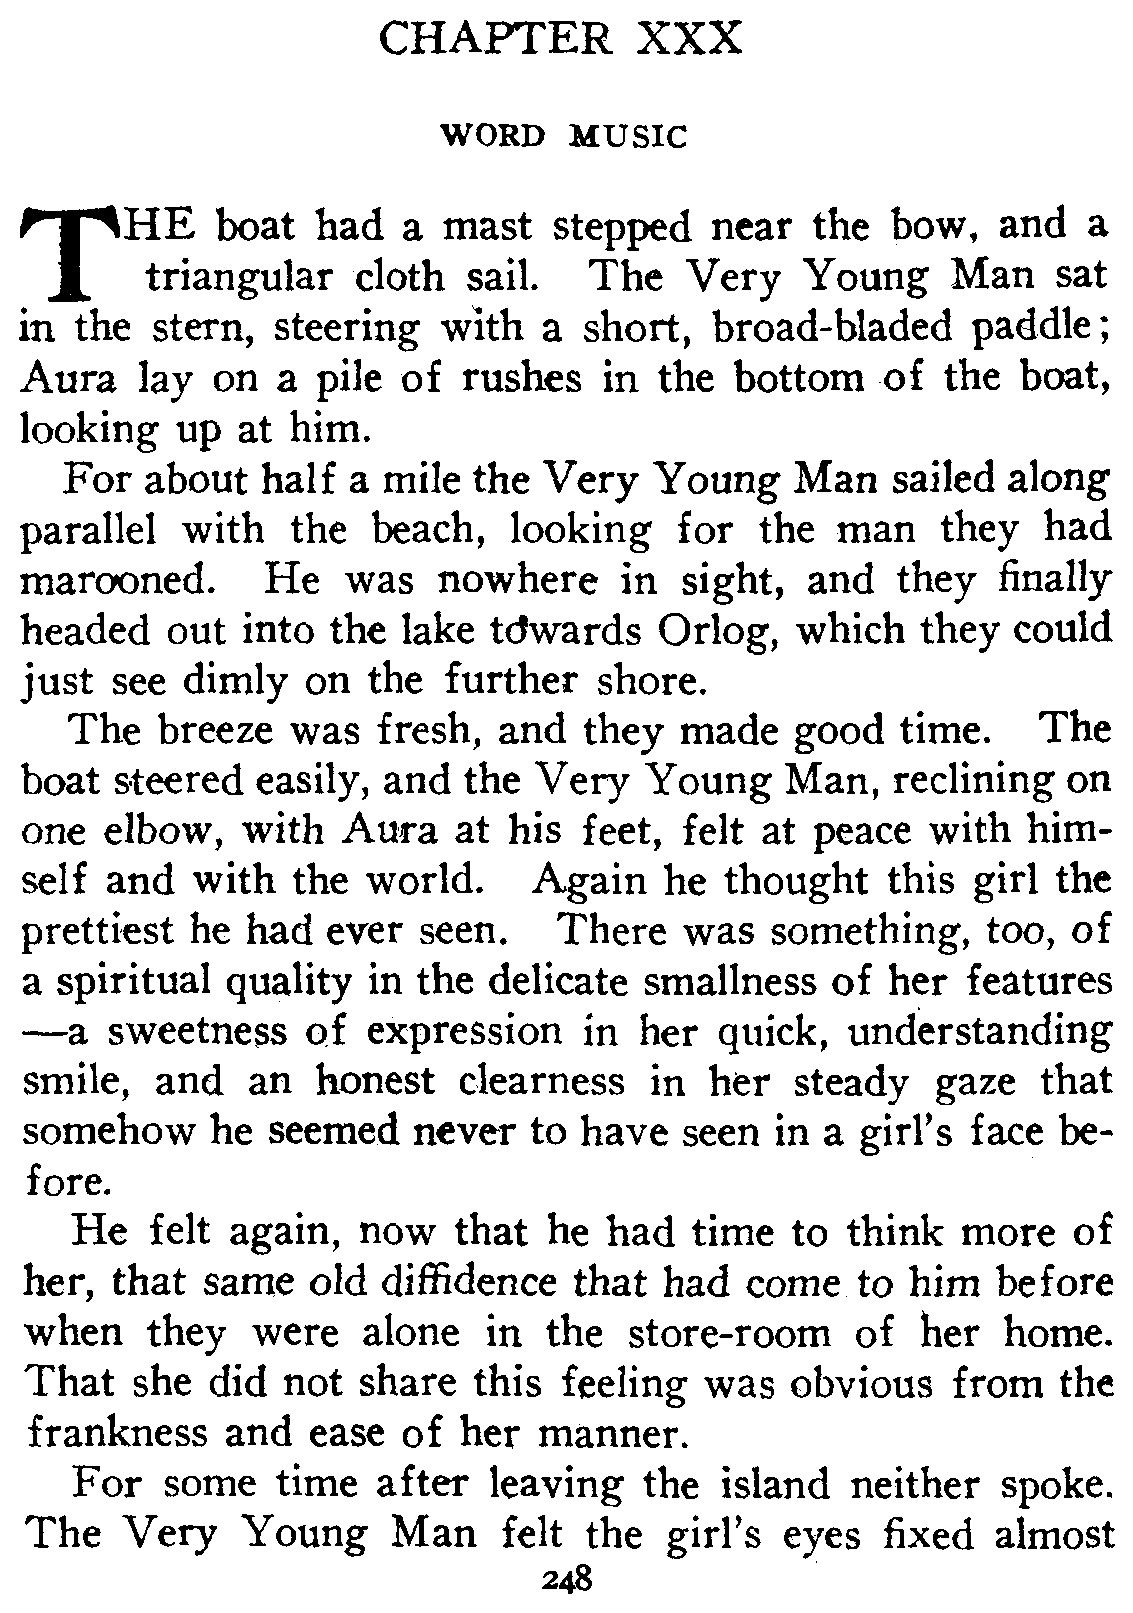 CHAPTER XXX
WORD MUSIC
THE boat had a mast stepped near the bow, and a
triangular cloth sail. The Very Young Man sat
in the stern, steering with a short, broad-bladed paddle;
Aura lay on a pile of rushes in the bottom of the boat,
looking up at him.
For about half a mile the Very Young Man sailed along
parallel with the beach, looking for the man they had
marooned. He was nowhere in sight, and they finally
headed out into the lake towards Orlog, which they could
just see dimly on the further shore.
The breeze was fresh, and they made good time. The
boat steered easily, and the Very Young Man, reclining on
one elbow, with Aura at his feet, felt at peace with him-
self and with the world. Again he thought this girl the
prettiest he had ever seen. There was something, too, of
a spiritual quality in the delicate smallness of her features
—a sweetness of expression in her quick, understanding
smile, and an honest clearness in her steady gaze that
somehow he seemed never to have seen in a girl's face be-
fore.
He felt again, now that he had time to think more of
her, that same old diffidence that had come to him before
when they were alone in the store-room of her home.
That she did not share this feeling was obvious from the
frankness and ease of her manner.
For some time after leaving the island neither spoke.
The Very Young Man felt the girl's eyes fixed almost
248